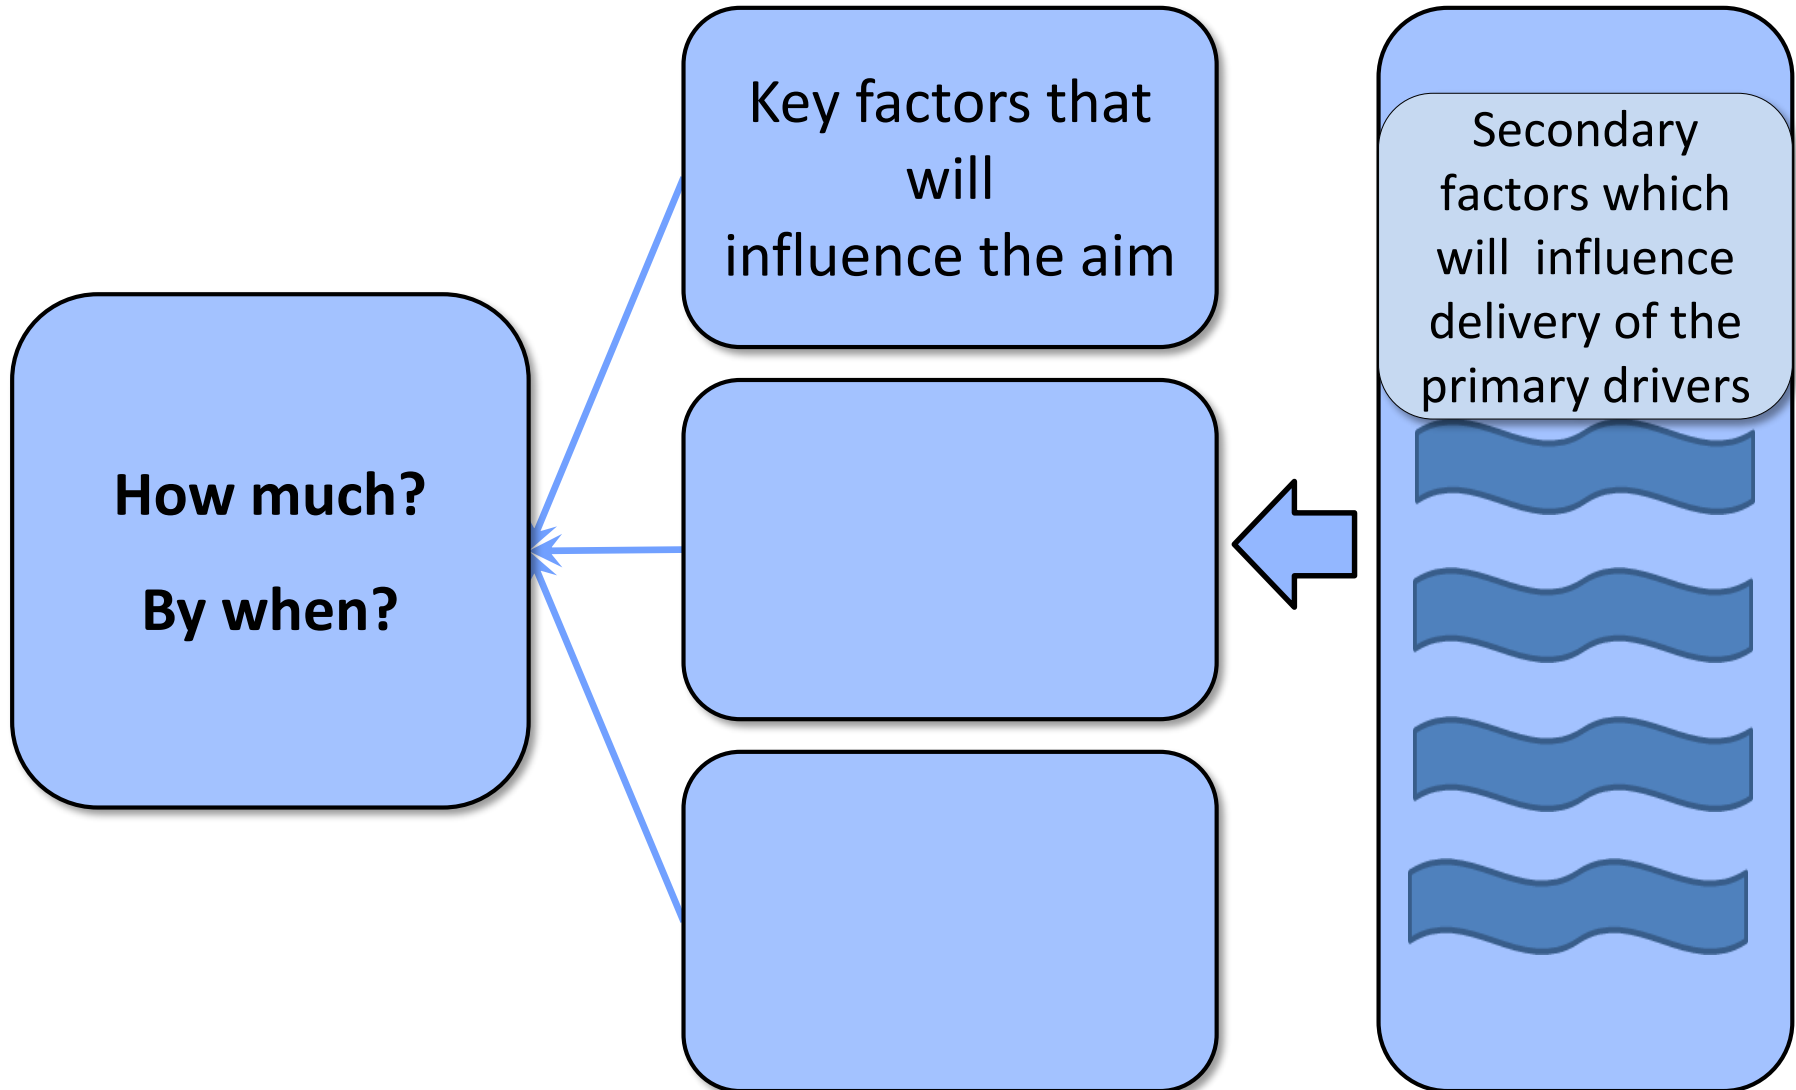 How much?
By when?
Key factors that
will
influence the aim
Secondary
factors which
will  influence
delivery of the
primary drivers